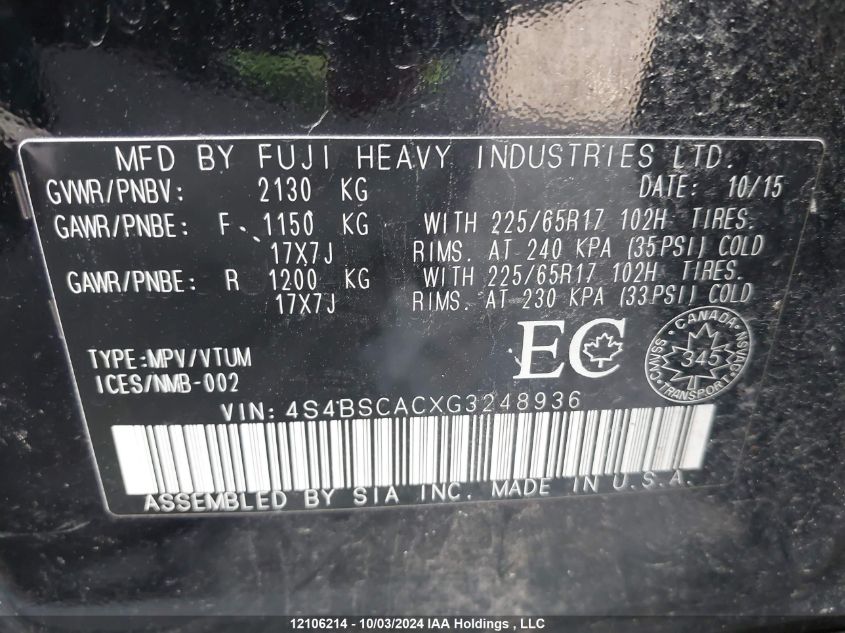 MFD BY FUJI HEAVY INDUSTRIES LTD.
GVWR/PNBV: 2130 KG DATE: 10/15
GAWR/PNBE: F 1150 KG WITH 225/65R17 102H TIRES.
17X7J RIMS. AT 240 KPA (35PSI) COLD
GAWR/PNBE: R 1200 KG WITH 225/65R17 102H TIRES.
17X7J RIMS. AT 230 KPA (33PSI) COLD
EC
CANADA
345
NSVAC
CMVSS
TYPE:MPV/VTUM
ICES/NMB-002
VIN: 4S4BSCACXG3248936
ASSEMBLED BY SIA INC. MADE IN U.S.A.
12106214 - 10/03/2024 IAA Holdings , LLC